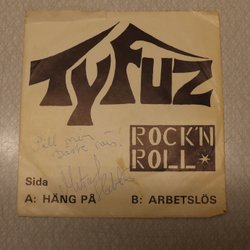 TYFUZ
ROCK'N
ROLL
Sida
A: HÄNG PÅ B: ARBETSLÖS